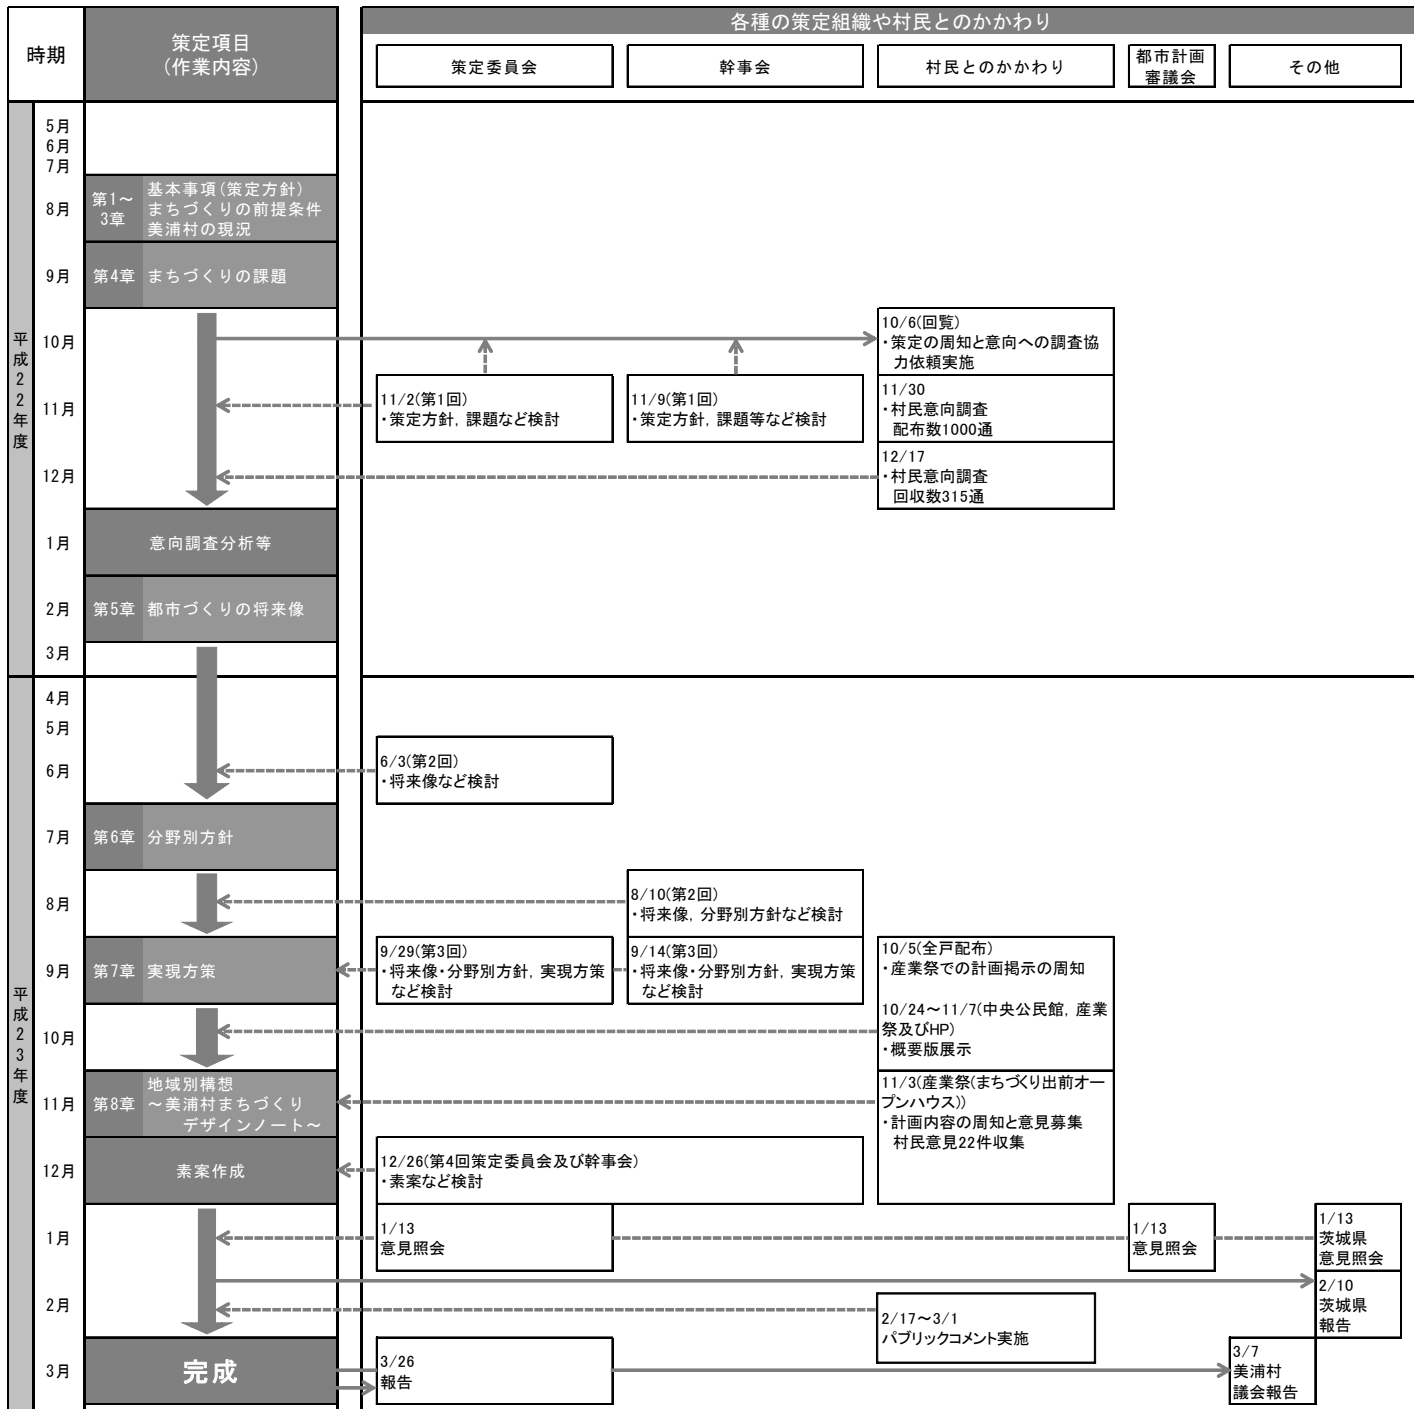 時期
策定項目
（作業内容）
各種の策定組織や村民とのかかわり
策定委員会
幹事会
村民とのかかわり
都市計画
審議会
その他
平成22年度
5月
6月
7月
8月
第1～
3章
基本事項（策定方針）
まちづくりの前提条件
美浦村の現況
9月
第4章
まちづくりの課題
10月
10/6(回覧)
・策定の周知と意向への調査協
力依頼実施
11月
11/2(第1回)
・策定方針，課題など検討
11/9(第1回)
・策定方針，課題等など検討
11/30
・村民意向調査
配布数1000通
12月
12/17
・村民意向調査
回収数315通
1月
意向調査分析等
2月
第5章
都市づくりの将来像
3月
平成23年度
4月
5月
6月
6/3(第2回)
・将来像など検討
7月
第6章
分野別方針
8月
8/10(第2回)
・将来像，分野別方針など検討
9月
第7章
実現方策
9/29(第3回)
・将来像・分野別方針，実現方策
など検討
9/14(第3回)
・将来像・分野別方針，実現方策
など検討
10/5(全戸配布)
・産業祭での計画掲示の周知
10月
10/24～11/7(中央公民館，産業
祭及びHP)
・概要版展示
11月
第8章
地域別構想
～美浦村まちづくり
デザインノート～
11/3(産業祭(まちづくり出前オー
プンハウス))
・計画内容の周知と意見募集
村民意見22件収集
12月
素案作成
12/26(第4回策定委員会及び幹事会)
・素案など検討
1月
1/13
意見照会
1/13
意見照会
1/13
茨城県
意見照会
2月
2/17～3/1
パブリックコメント実施
2/10
茨城県
報告
3月
完成
3/26
報告
3/7
美浦村
議会報告